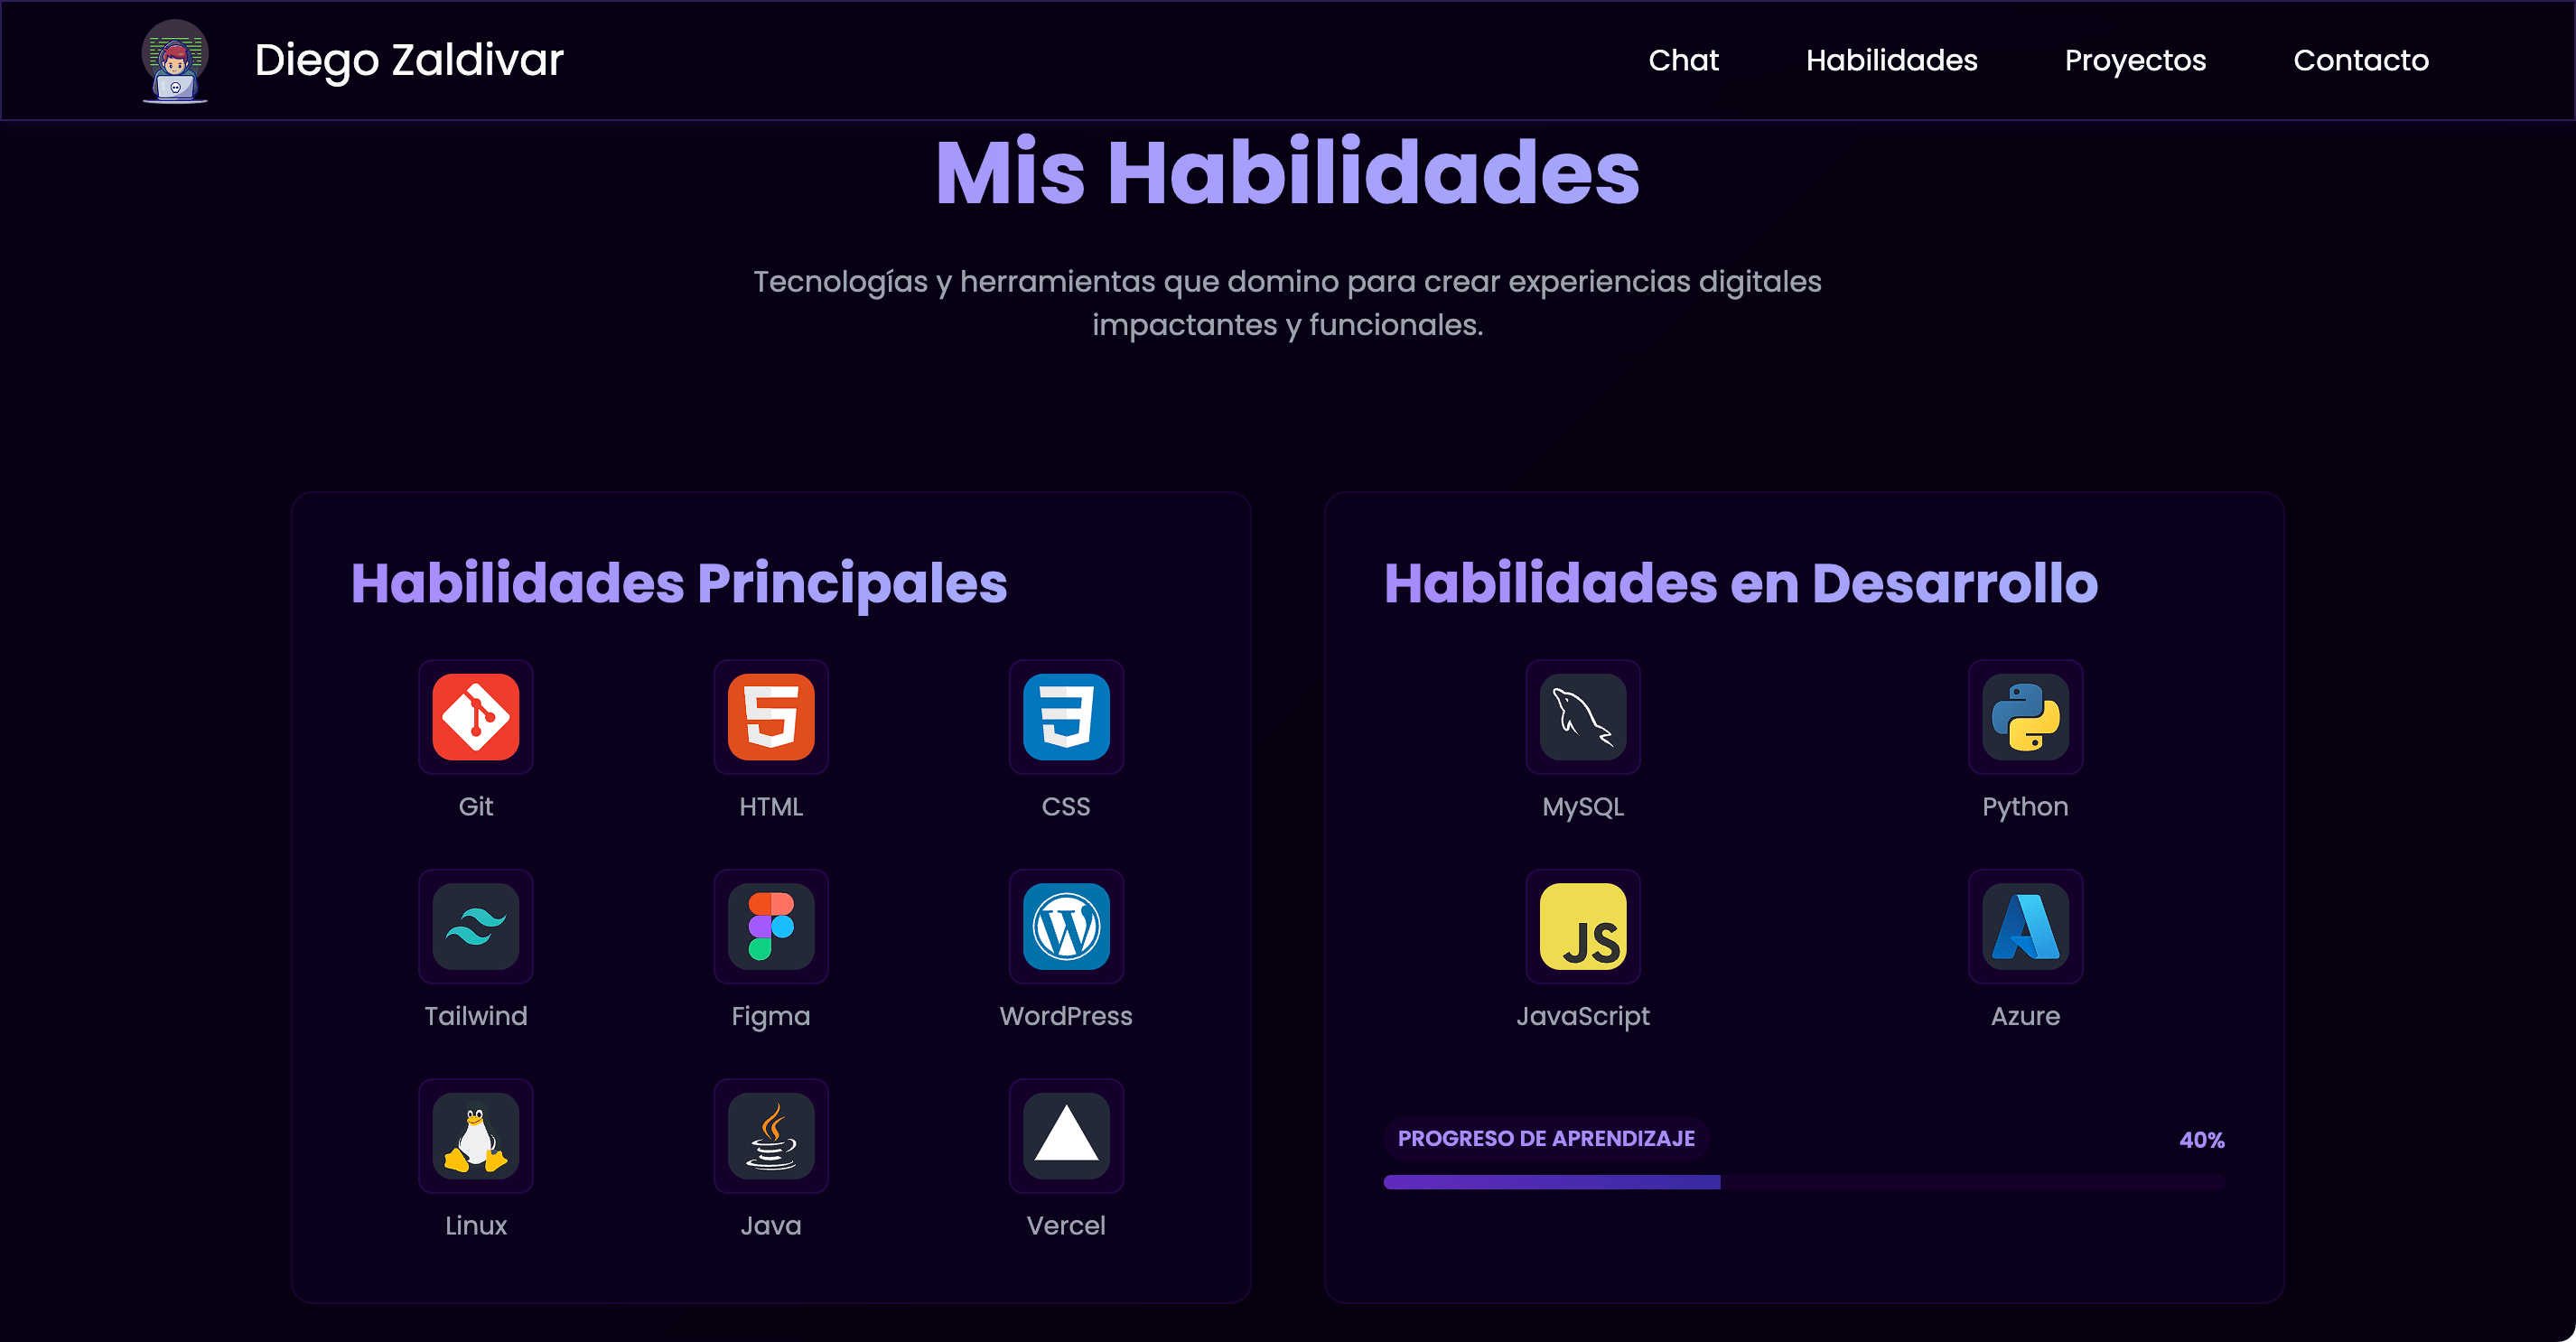 Diego Zaldivar
Chat
Habilidades
Proyectos
Contacto
Mis Habilidades
Tecnologías y herramientas que domino para crear experiencias digitales
impactantes y funcionales.
Habilidades Principales
Git
HTML
CSS
Tailwind
Figma
WordPress
Linux
Java
Vercel
Habilidades en Desarrollo
MySQL
Python
JS
JavaScript
Azure
PROGRESO DE APRENDIZAJE
40%